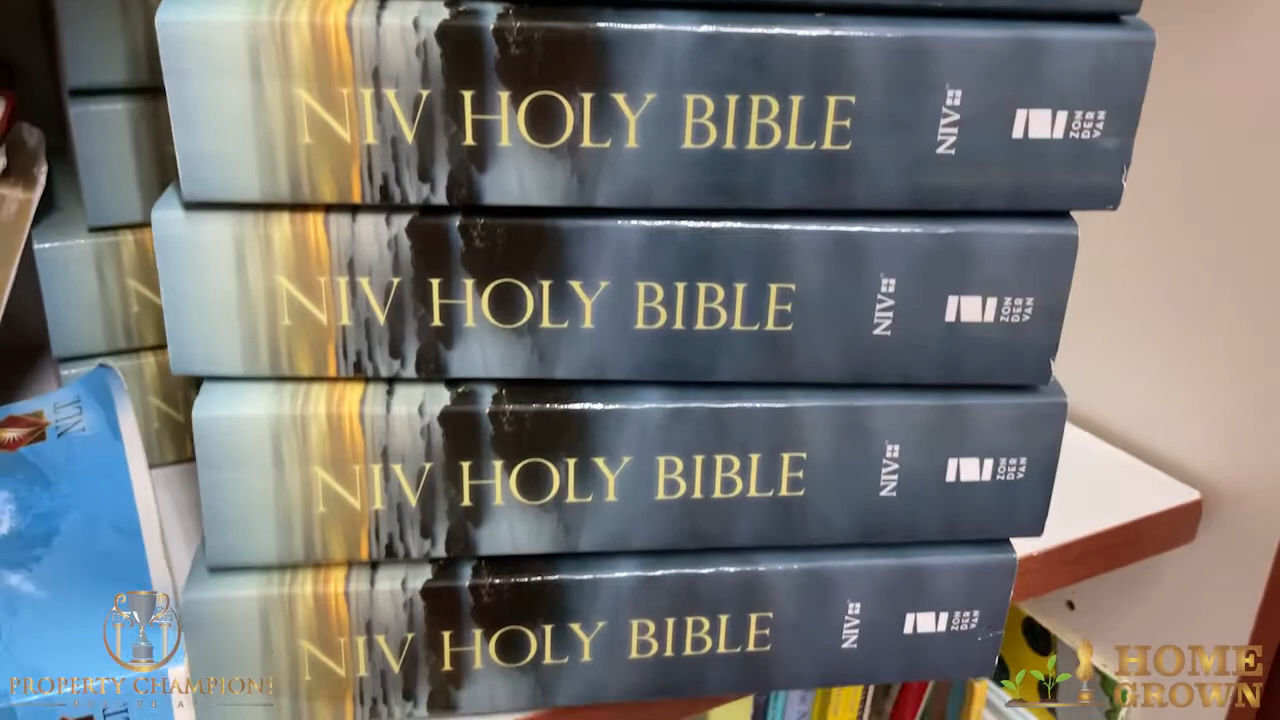 NIV HOLY BIBLE
NIV
ZON
DER
VAN
NIV HOLY BIBLE
NIV
ZON
DER
VAN
NIV HOLY BIBLE
NIV
ZON
DER
VAN
NIV HOLY BIBLE
NIV
ZON
DER
VAN
NLT
PROPERTY CHAMPIONS
HOME
GROWN